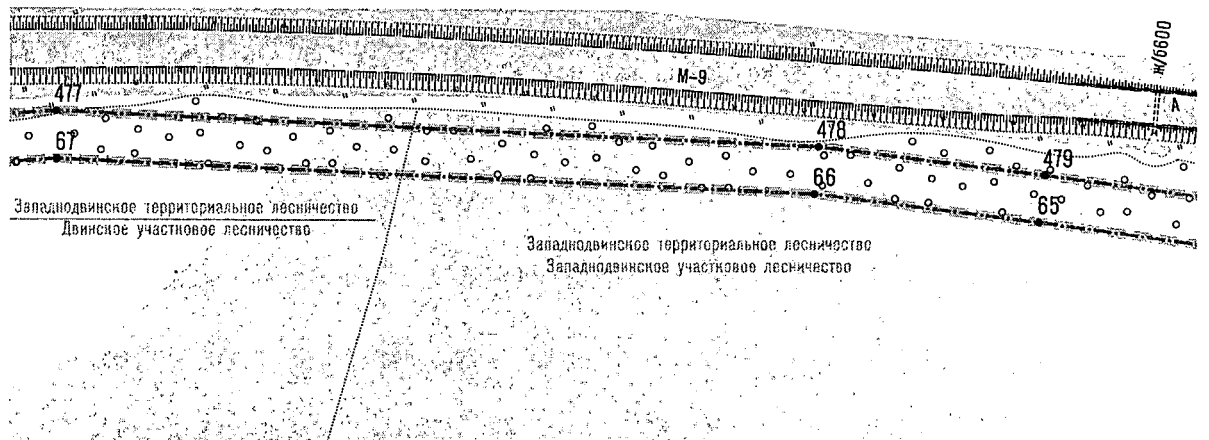 Ж/6600
М-9
А
477
478
479
67
66
65
Западнодвинское территориальное лесничество
Двинское участковое лесничество
Западнодвинское территориальное лесничество
Западнодвинское участковое лесничество